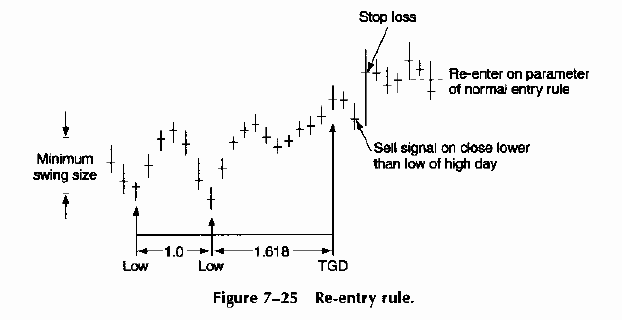 Stop loss
Re-enter on parameter
of normal entry rule
Sell signal on close lower
than low of high day
Minimum
swing size
1.0
1.618
Low
Low
TGD
Figure 7–25 Re-entry rule.